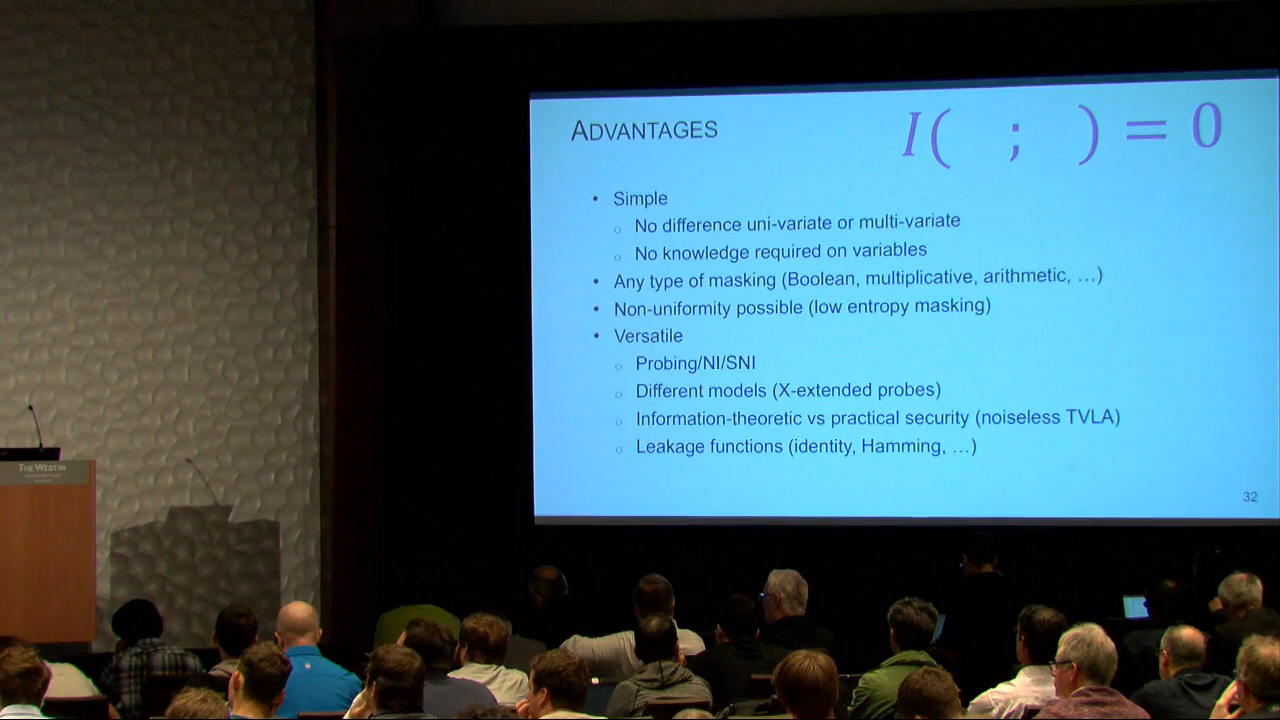 ADVANTAGES
I( ; ) = 0
• Simple
○ No difference uni-variate or multi-variate
○ No knowledge required on variables
• Any type of masking (Boolean, multiplicative, arithmetic, …)
• Non-uniformity possible (low entropy masking)
• Versatile
○ Probing/NI/SNI
○ Different models (X-extended probes)
○ Information-theoretic vs practical security (noiseless TVLA)
○ Leakage functions (identity, Hamming, …)
32
THE WESTIN